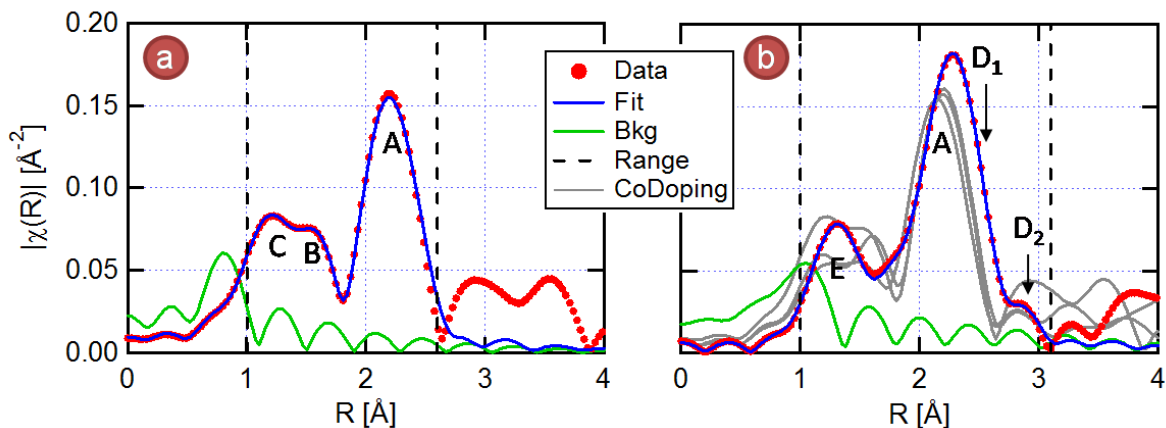 a
b
|χ(R)| [Å⁻²]
0.20
0.15
0.10
0.05
0.00
0
1
2
3
4
R [Å]
C
B
A
Data
Fit
Bkg
Range
CoDoping
D₁
A
D₂
E
0
1
2
3
4
R [Å]